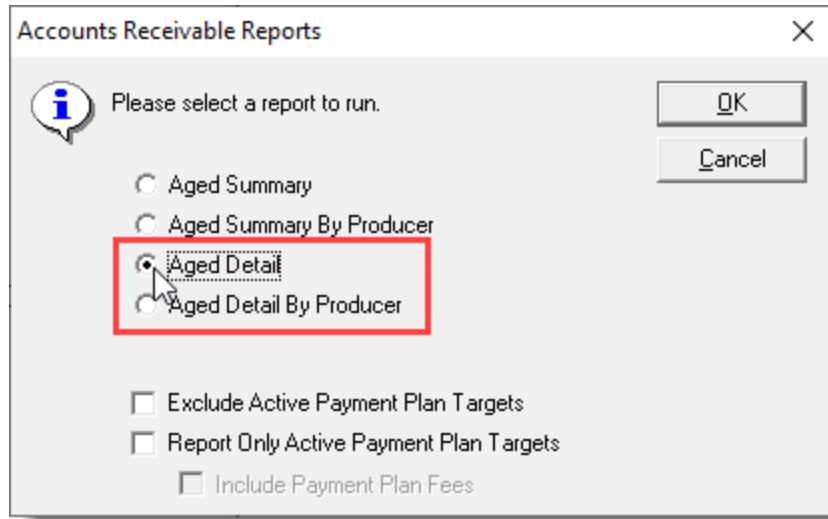 Accounts Receivable Reports
Please select a report to run.
OK
Cancel
Aged Summary
Aged Summary By Producer
Aged Detail
Aged Detail By Producer
Exclude Active Payment Plan Targets
Report Only Active Payment Plan Targets
Include Payment Plan Fees